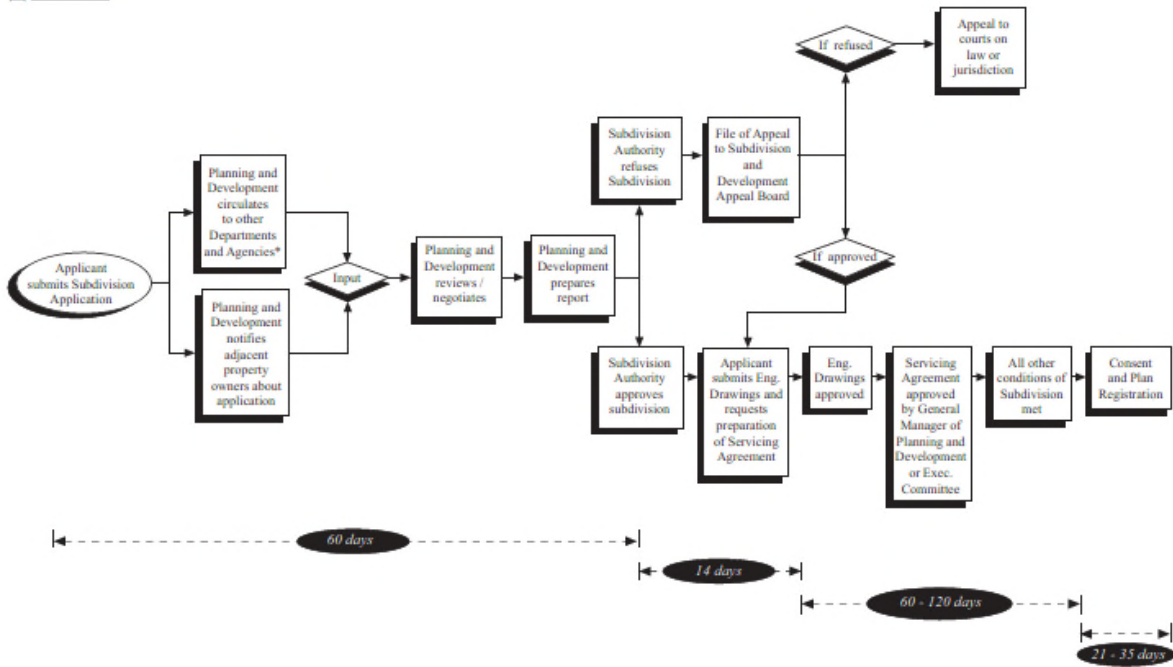 If refused
Appeal to
courts on
law or
jurisdiction
Subdivision
Authority
refuses
Subdivision
File of Appeal
to Subdivision
and
Development
Appeal Board
Planning and
Development
circulates
to other
Departments
and Agencies*
If approved
Applicant
submits Subdivision
Application
Input
Planning and
Development
reviews /
negotiates
Planning and
Development
prepares
report
Planning and
Development
notifies
adjacent
property
owners about
application
Subdivision
Authority
approves
subdivision
Applicant
submits Eng.
Drawings and
requests
preparation
of Servicing
Agreement
Eng.
Drawings
approved
Servicing
Agreement
approved
by General
Manager of
Planning and
Development
or Exec.
Committee
All other
conditions of
Subdivision
met
Consent
and Plan
Registration
60 days
14 days
60 - 120 days
21 - 35 days